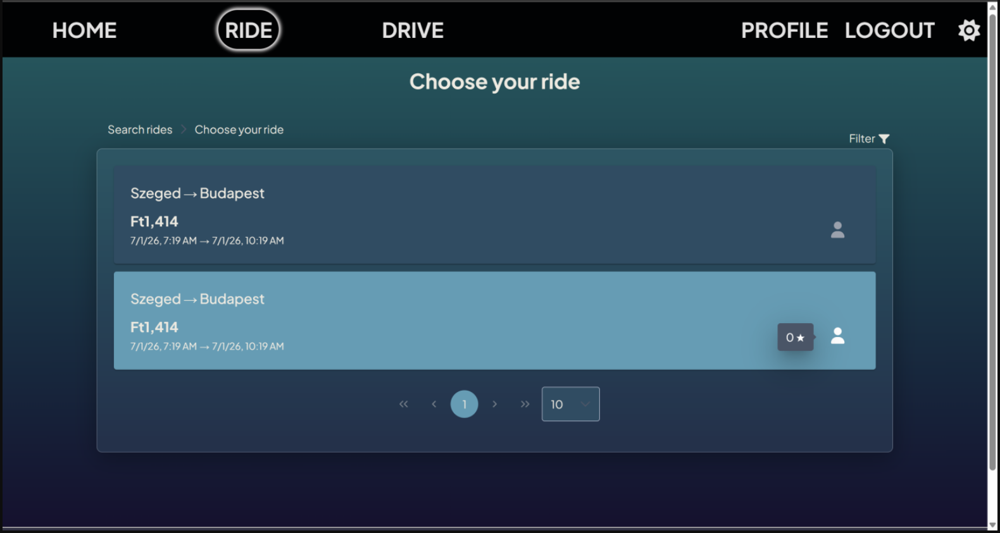 HOME RIDE DRIVE PROFILE LOGOUT
Choose your ride
Search rides > Choose your ride
Filter
Szeged → Budapest
Ft1,414
7/1/26, 7:19 AM → 7/1/26, 10:19 AM
Szeged → Budapest
Ft1,414
7/1/26, 7:19 AM → 7/1/26, 10:19 AM
0 ★
« ‹ 1 › » 10